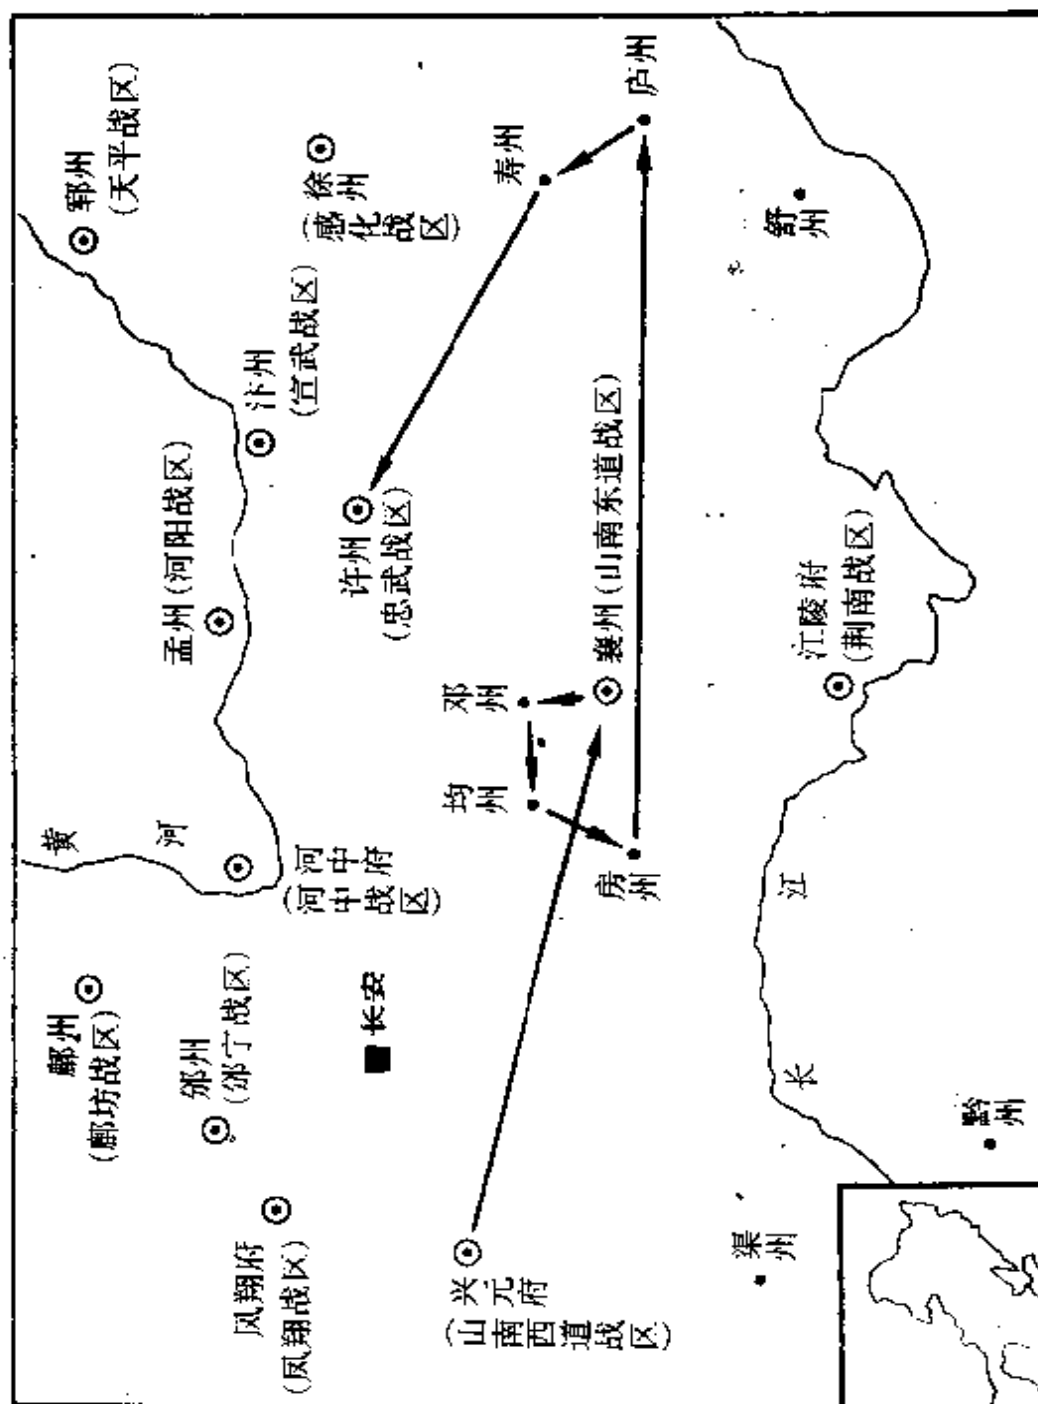 郓州
(天平战区)
徐州
(感化战区)
汴州
(宣武战区)
孟州(河阳战区)
许州
(忠武战区)
寿州
庐州
舒州
襄州(山南东道战区)
邓州
均州
房州
江陵府
(荆南战区)
黄河
河中府
(河中战区)
鄜州
(鄜坊战区)
邠州
(邠宁战区)
长安
凤翔府
(凤翔战区)
兴元府
(山南西道战区)
长江
渠州
黔州